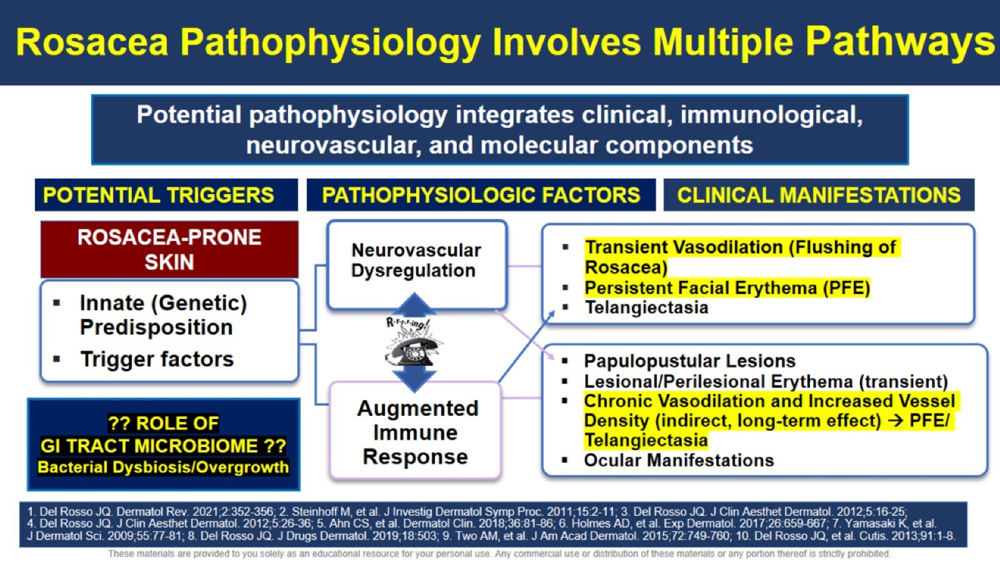 Rosacea Pathophysiology Involves Multiple Pathways
Potential pathophysiology integrates clinical, immunological,
neurovascular, and molecular components
POTENTIAL TRIGGERS
ROSACEA-PRONE
SKIN
▪ Innate (Genetic)
Predisposition
▪ Trigger factors
?? ROLE OF
GI TRACT MICROBIOME ??
Bacterial Dysbiosis/Overgrowth
PATHOPHYSIOLOGIC FACTORS
Neurovascular
Dysregulation
R-r-r-r-ing!
Augmented
Immune
Response
CLINICAL MANIFESTATIONS
▪ Transient Vasodilation (Flushing of
Rosacea)
▪ Persistent Facial Erythema (PFE)
▪ Telangiectasia
▪ Papulopustular Lesions
▪ Lesional/Perilesional Erythema (transient)
▪ Chronic Vasodilation and Increased Vessel
Density (indirect, long-term effect) → PFE/
Telangiectasia
▪ Ocular Manifestations
1. Del Rosso JQ. Dermatol Rev. 2021;2:352-356; 2. Steinhoff M, et al. J Investig Dermatol Symp Proc. 2011;15:2-11; 3. Del Rosso JQ. J Clin Aesthet Dermatol. 2012;5:16-25;
4. Del Rosso JQ. J Clin Aesthet Dermatol. 2012;5:26-36; 5. Ahn CS, et al. Dermatol Clin. 2018;36:81-86; 6. Holmes AD, et al. Exp Dermatol. 2017;26:659-667; 7. Yamasaki K, et al.
J Dermatol Sci. 2009;55:77-81; 8. Del Rosso JQ. J Drugs Dermatol. 2019;18:503; 9. Two AM, et al. J Am Acad Dermatol. 2015;72:749-760; 10. Del Rosso JQ, et al. Cutis. 2013;91:1-8.
These materials are provided to you solely as an educational resource for your personal use. Any commercial use or distribution of these materials or any portion thereof is strictly prohibited.